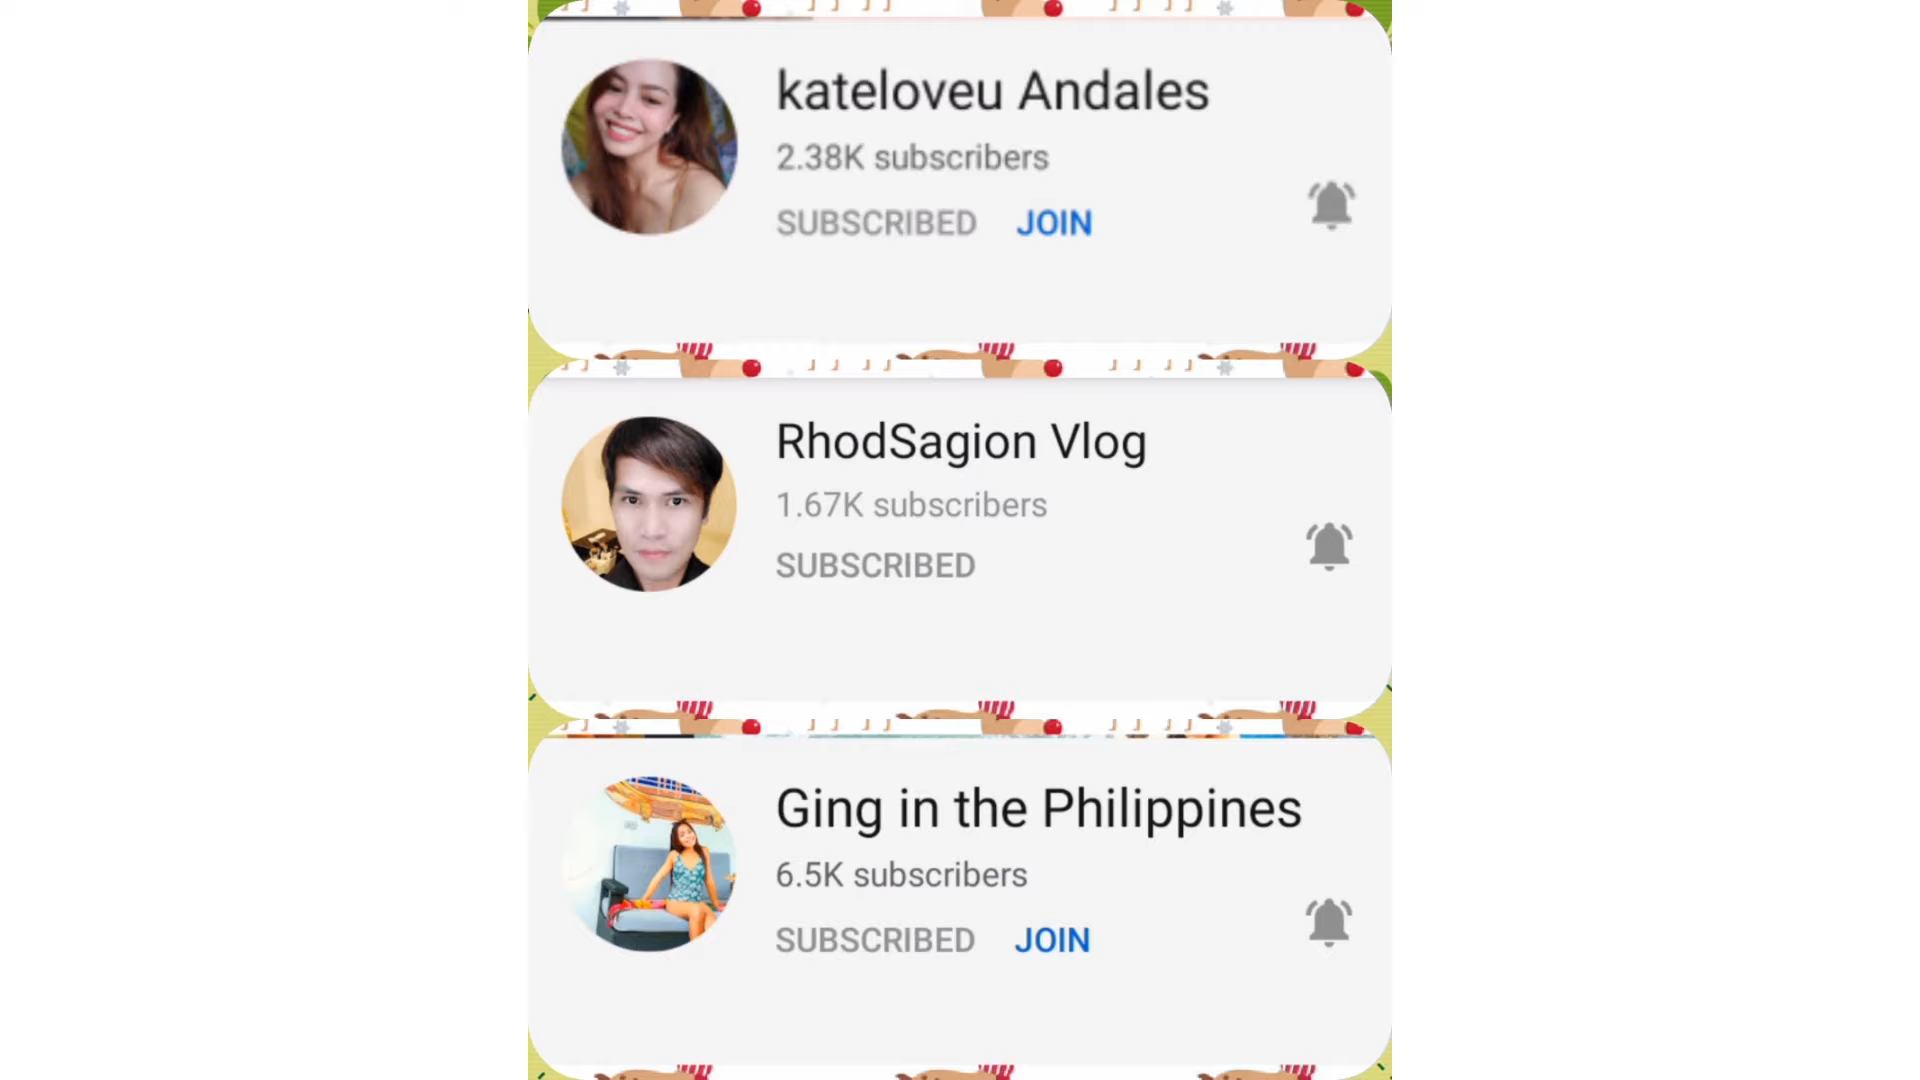 kateloveu Andales
2.38K subscribers
SUBSCRIBED JOIN
RhodSagion Vlog
1.67K subscribers
SUBSCRIBED
Ging in the Philippines
6.5K subscribers
SUBSCRIBED JOIN